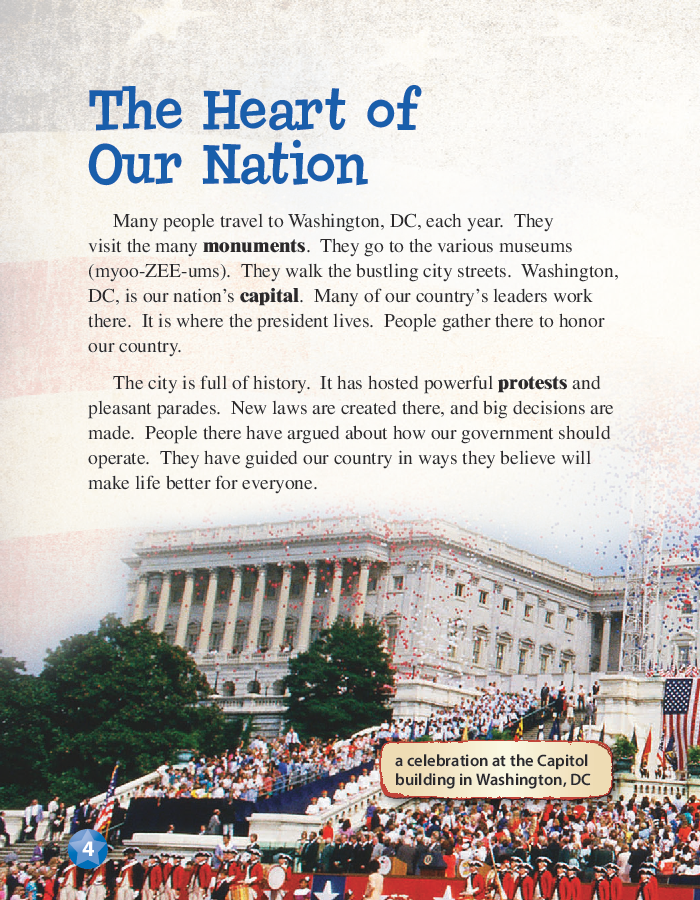 The Heart of
Our Nation
Many people travel to Washington, DC, each year. They
visit the many monuments. They go to the various museums
(myoo-ZEE-ums). They walk the bustling city streets. Washington,
DC, is our nation’s capital. Many of our country’s leaders work
there. It is where the president lives. People gather there to honor
our country.
The city is full of history. It has hosted powerful protests and
pleasant parades. New laws are created there, and big decisions are
made. People there have argued about how our government should
operate. They have guided our country in ways they believe will
make life better for everyone.
a celebration at the Capitol
building in Washington, DC
4